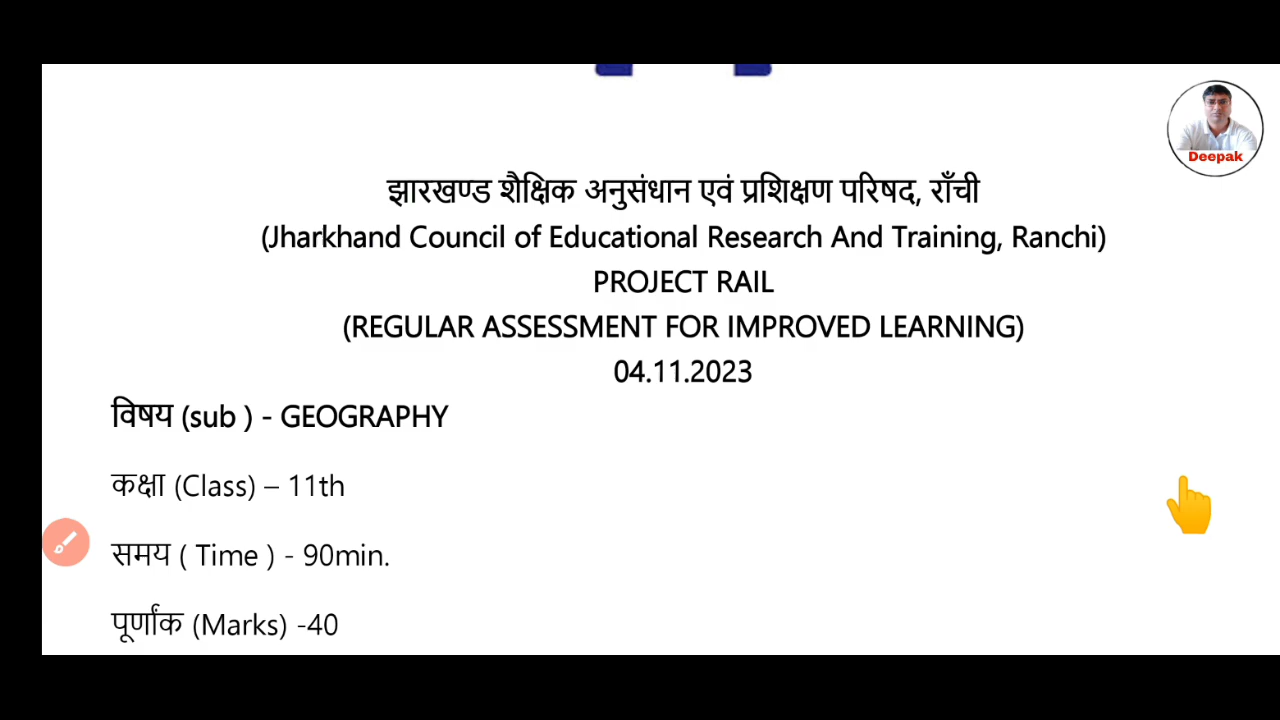 Deepak
झारखण्ड शैक्षिक अनुसंधान एवं प्रशिक्षण परिषद, राँची
(Jharkhand Council of Educational Research And Training, Ranchi)
PROJECT RAIL
(REGULAR ASSESSMENT FOR IMPROVED LEARNING)
04.11.2023
विषय (sub ) - GEOGRAPHY
कक्षा (Class) – 11th
समय ( Time ) - 90min.
पूर्णांक (Marks) -40